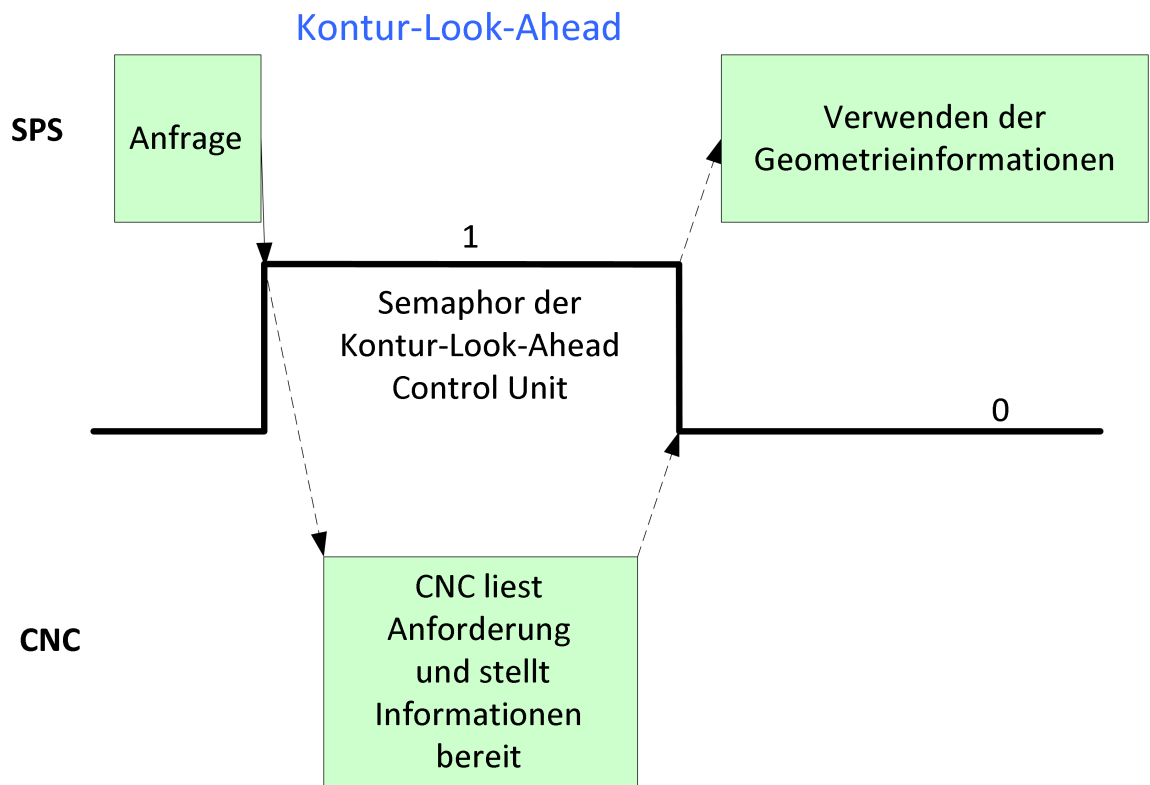 Kontur-Look-Ahead
SPS
Anfrage
Verwenden der
Geometrieinformationen
1
Semaphor der
Kontur-Look-Ahead
Control Unit
0
CNC
CNC liest
Anforderung
und stellt
Informationen
bereit